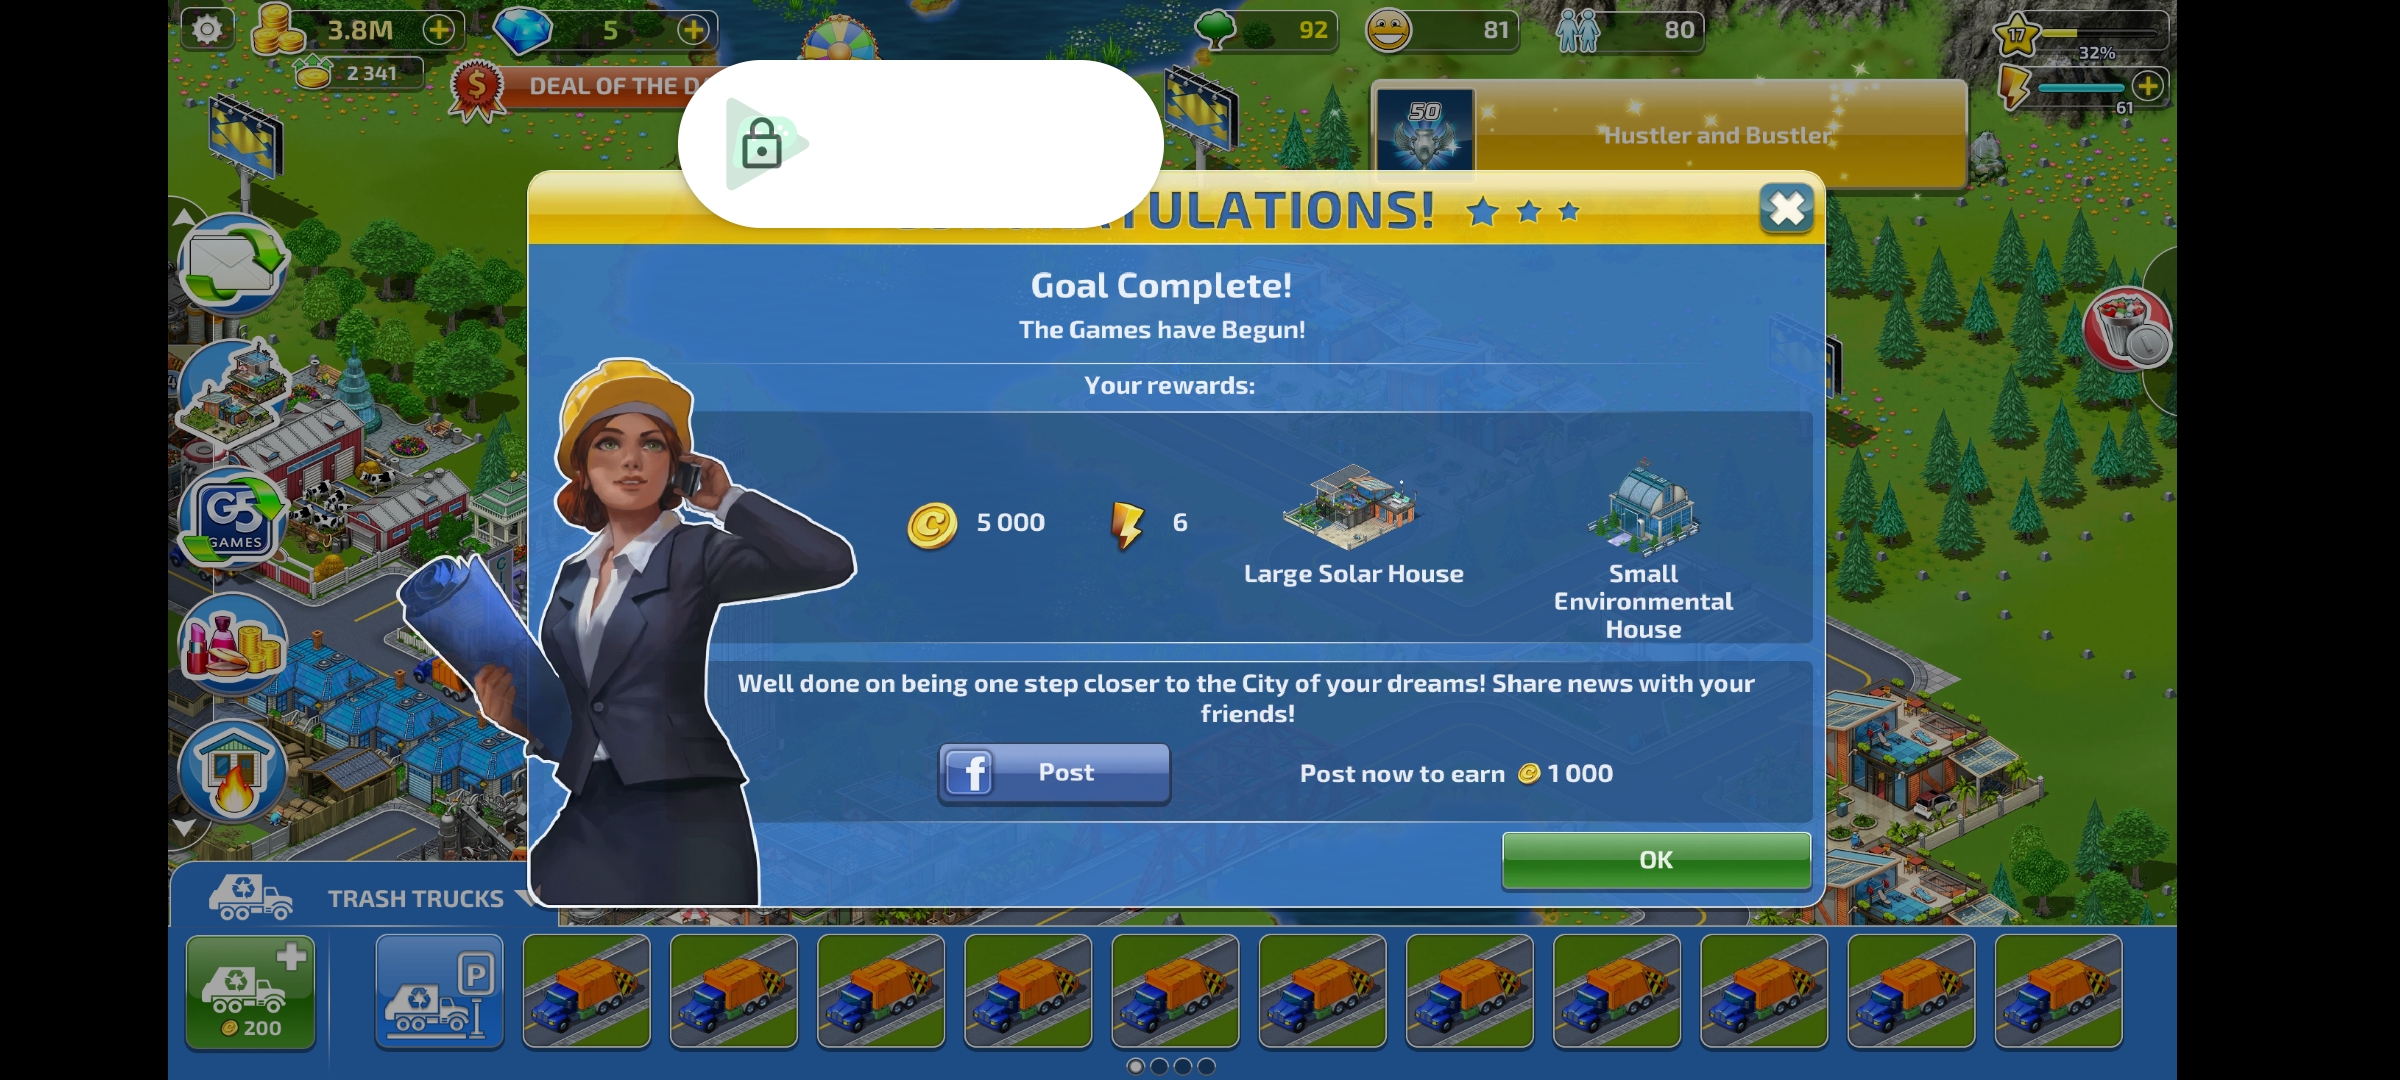 3.8M
5
92
81
80
17
32%
2 341
DEAL OF THE D
61
50
Hustler and Bustler
TULATIONS!
Goal Complete!
The Games have Begun!
Your rewards:
5 000
6
Large Solar House
Small
Environmental
House
G5
GAMES
Well done on being one step closer to the City of your dreams! Share news with your
friends!
f
Post
Post now to earn 1 000
OK
TRASH TRUCKS
P
200